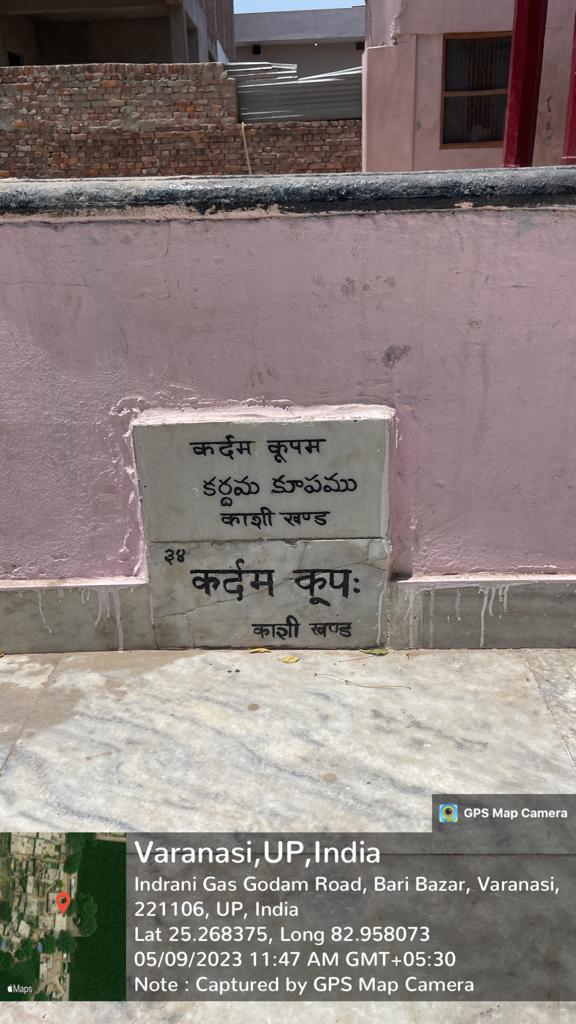 कर्दम कूपम
కర్దమ కూపము
काशी खण्ड
३४
कर्दम कूपः
काशी खण्ड
GPS Map Camera
Varanasi,UP,India
Indrani Gas Godam Road, Bari Bazar, Varanasi,
221106, UP, India
Lat 25.268375, Long 82.958073
05/09/2023 11:47 AM GMT+05:30
Note : Captured by GPS Map Camera
Maps